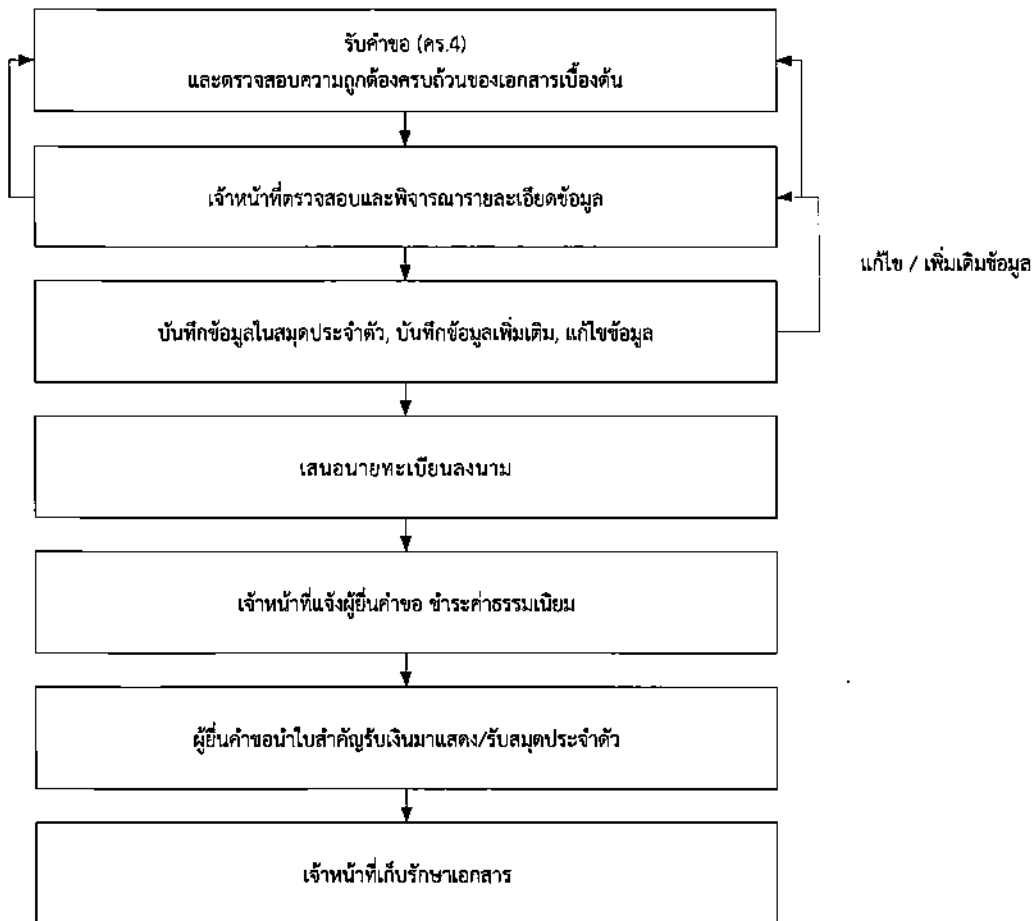 รับคำขอ (คร.4)
และตรวจสอบความถูกต้องครบถ้วนของเอกสารเบื้องต้น
เจ้าหน้าที่ตรวจสอบและพิจารณารายละเอียดข้อมูล
แก้ไข / เพิ่มเติมข้อมูล
บันทึกข้อมูลในสมุดประจำตัว, บันทึกข้อมูลเพิ่มเติม, แก้ไขข้อมูล
เสนอนายทะเบียนลงนาม
เจ้าหน้าที่แจ้งผู้ยื่นคำขอ ชำระค่าธรรมเนียม
ผู้ยื่นคำขอนำใบสำคัญรับเงินมาแสดง/รับสมุดประจำตัว
เจ้าหน้าที่เก็บรักษาเอกสาร